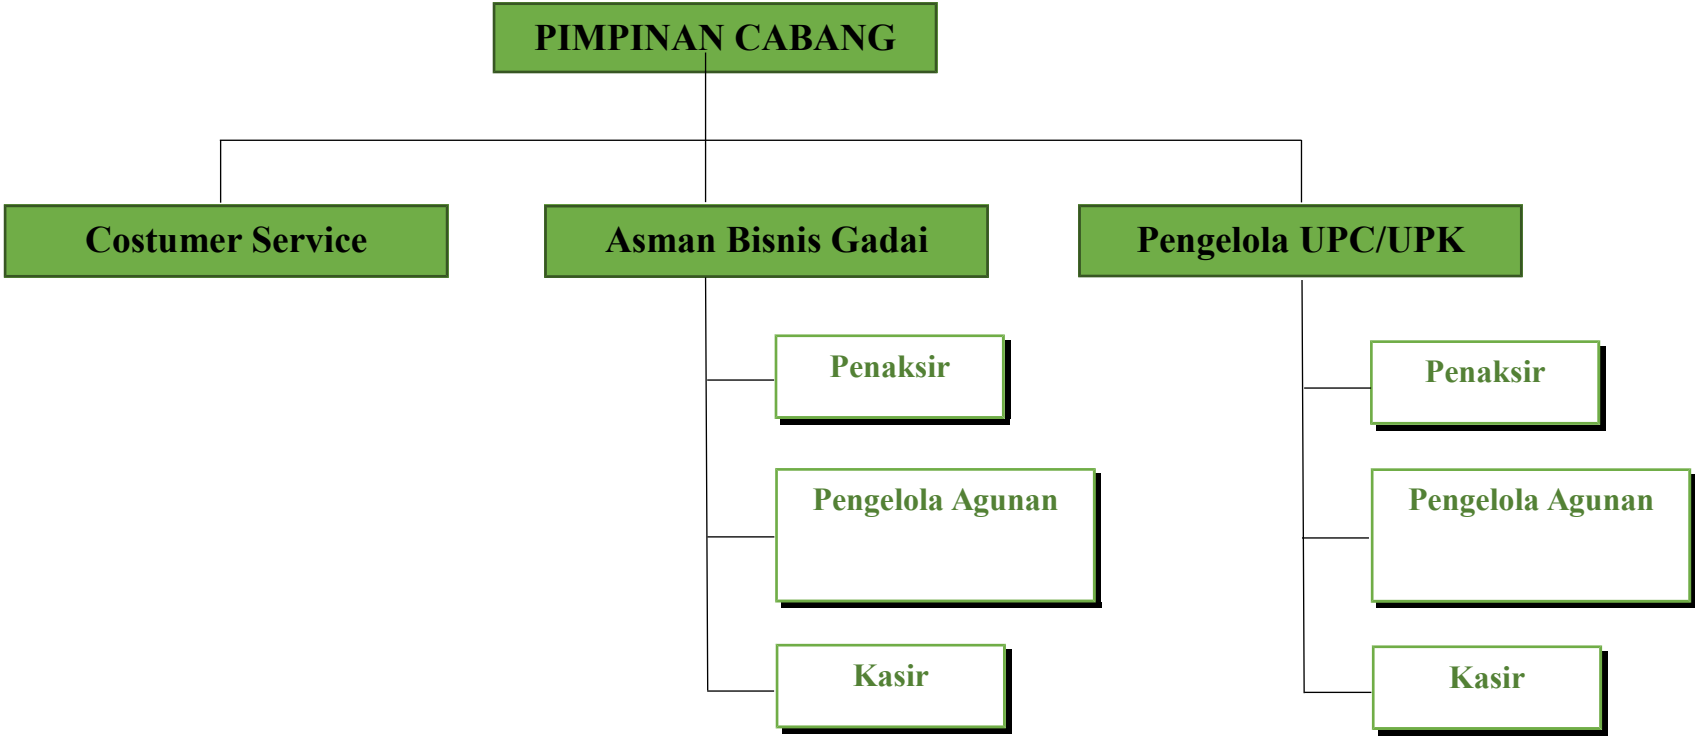 PIMPINAN CABANG
Costumer Service
Asman Bisnis Gadai
Pengelola UPC/UPK
Penaksir
Pengelola Agunan
Kasir
Penaksir
Pengelola Agunan
Kasir